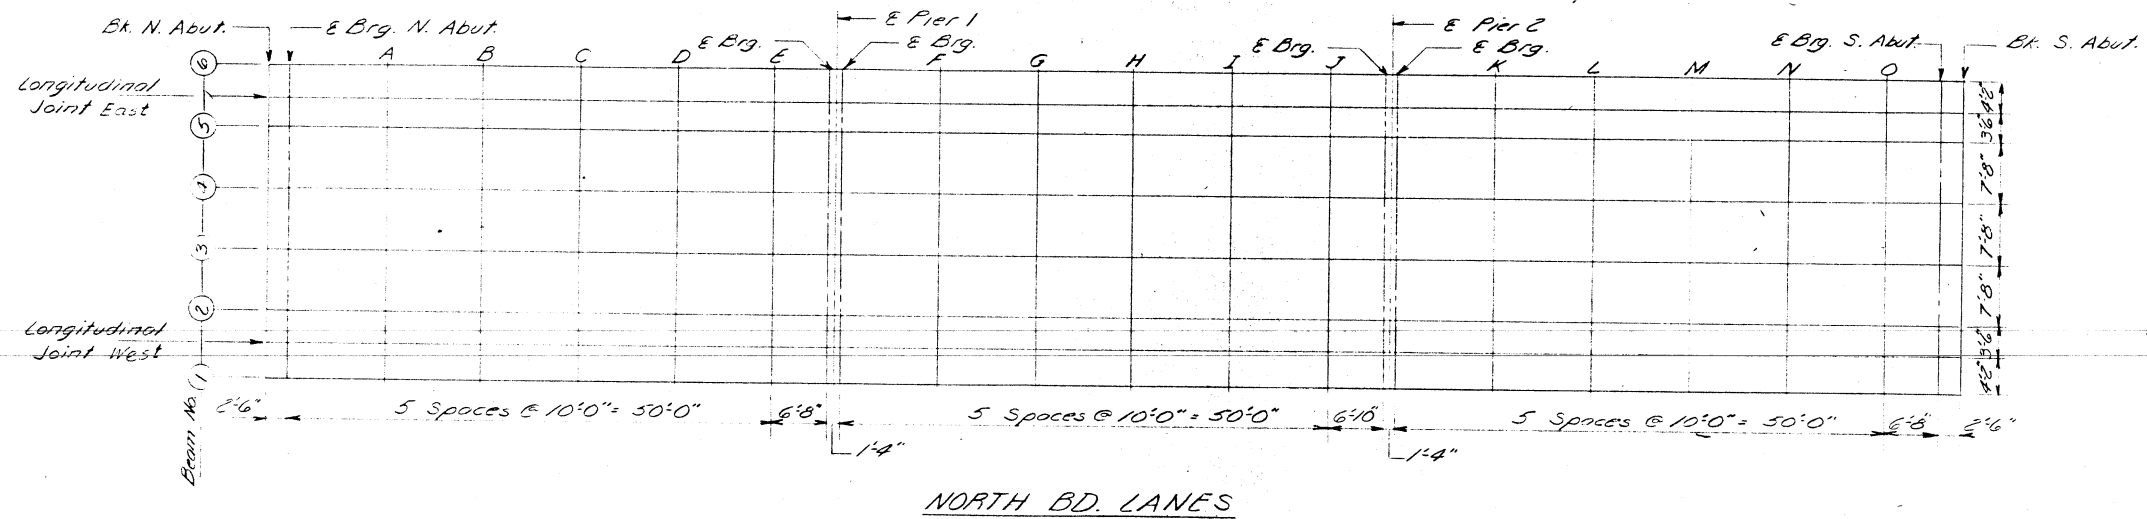 Bk. N. Abut.
℄ Brg. N. Abut.
℄ Brg.
℄ Pier 1
℄ Brg.
℄ Brg.
℄ Pier 2
℄ Brg.
℄ Brg. S. Abut.
Bk. S. Abut.
A B C D E F G H I J K L M N O
Longitudinal
Joint East
6
5
4
3
2
Longitudinal
Joint West
Beam No. (1)
4'-2"
3'-6"
7'-8"
7'-8"
7'-8"
3'-6"
4'-2"
2'-6"
5 Spaces @ 10'-0" = 50'-0"
6'-8"
5 Spaces @ 10'-0" = 50'-0"
6'-10"
5 Spaces @ 10'-0" = 50'-0"
6'-8"
2'-6"
1'-4"
1'-4"
NORTH BD. LANES